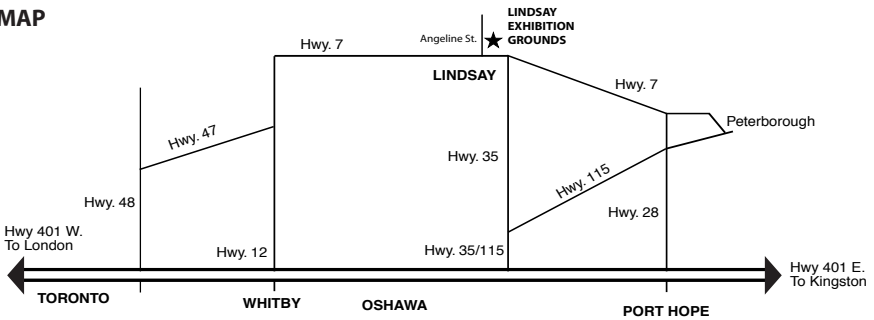 MAP
LINDSAY
EXHIBITION
GROUNDS
Angeline St.
Hwy. 7
LINDSAY
Hwy. 7
Hwy. 47
Peterborough
Hwy. 35
Hwy. 115
Hwy. 48
Hwy. 28
Hwy 401 W.
To London
Hwy. 12
Hwy. 35/115
Hwy 401 E.
To Kingston
TORONTO
WHITBY
OSHAWA
PORT HOPE